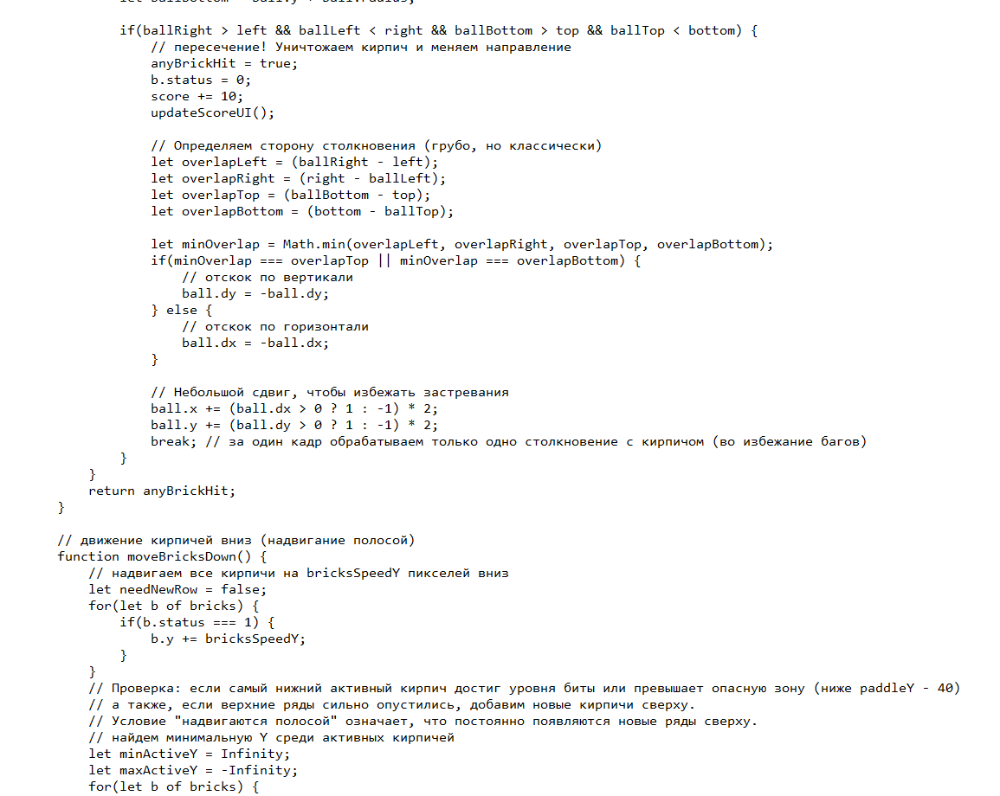 let ballBottom = ball.y + ball.radius;
if(ballRight > left && ballLeft < right && ballBottom > top && ballTop < bottom) {
// пересечение! Уничтожаем кирпич и меняем направление
anyBrickHit = true;
b.status = 0;
score += 10;
updateScoreUI();
// Определяем сторону столкновения (грубо, но классически)
let overlapLeft = (ballRight - left);
let overlapRight = (right - ballLeft);
let overlapTop = (ballBottom - top);
let overlapBottom = (bottom - ballTop);
let minOverlap = Math.min(overlapLeft, overlapRight, overlapTop, overlapBottom);
if(minOverlap === overlapTop || minOverlap === overlapBottom) {
// отскок по вертикали
ball.dy = -ball.dy;
} else {
// отскок по горизонтали
ball.dx = -ball.dx;
}
// Небольшой сдвиг, чтобы избежать застревания
ball.x += (ball.dx > 0 ? 1 : -1) * 2;
ball.y += (ball.dy > 0 ? 1 : -1) * 2;
break; // за один кадр обрабатываем только одно столкновение с кирпичом (во избежание багов)
}
}
return anyBrickHit;
}
// движение кирпичей вниз (надвигание полосой)
function moveBricksDown() {
// надвигаем все кирпичи на bricksSpeedY пикселей вниз
let needNewRow = false;
for(let b of bricks) {
if(b.status === 1) {
b.y += bricksSpeedY;
}
}
// Проверка: если самый нижний активный кирпич достиг уровня биты или превышает опасную зону (ниже paddleY - 40)
// а также, если верхние ряды сильно опустились, добавим новые кирпичи сверху.
// Условие "надвигаются полосой" означает, что постоянно появляются новые ряды сверху.
// найдем минимальную Y среди активных кирпичей
let minActiveY = Infinity;
let maxActiveY = -Infinity;
for(let b of bricks) {